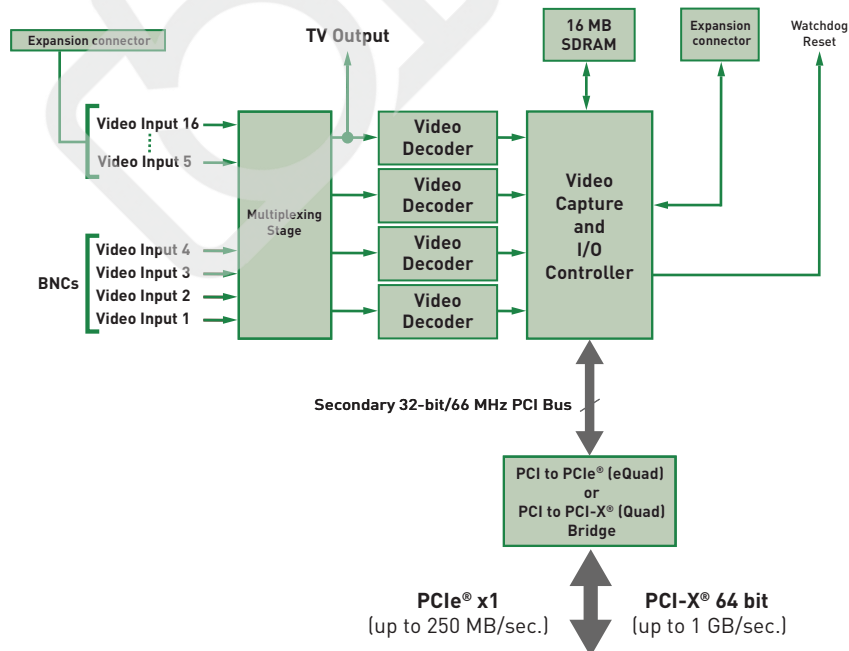 Expansion connector
TV Output
16 MB
SDRAM
Expansion
connector
Watchdog
Reset
Video Input 16
Video Input 5
Multiplexing
Stage
Video
Decoder
Video
Decoder
Video
Decoder
Video
Decoder
Video
Capture
and
I/O
Controller
BNCs
Video Input 4
Video Input 3
Video Input 2
Video Input 1
Secondary 32-bit/66 MHz PCI Bus
PCI to PCIe® (eQuad)
or
PCI to PCI-X® (Quad)
Bridge
PCIe® x1
(up to 250 MB/sec.)
PCI-X® 64 bit
(up to 1 GB/sec.)